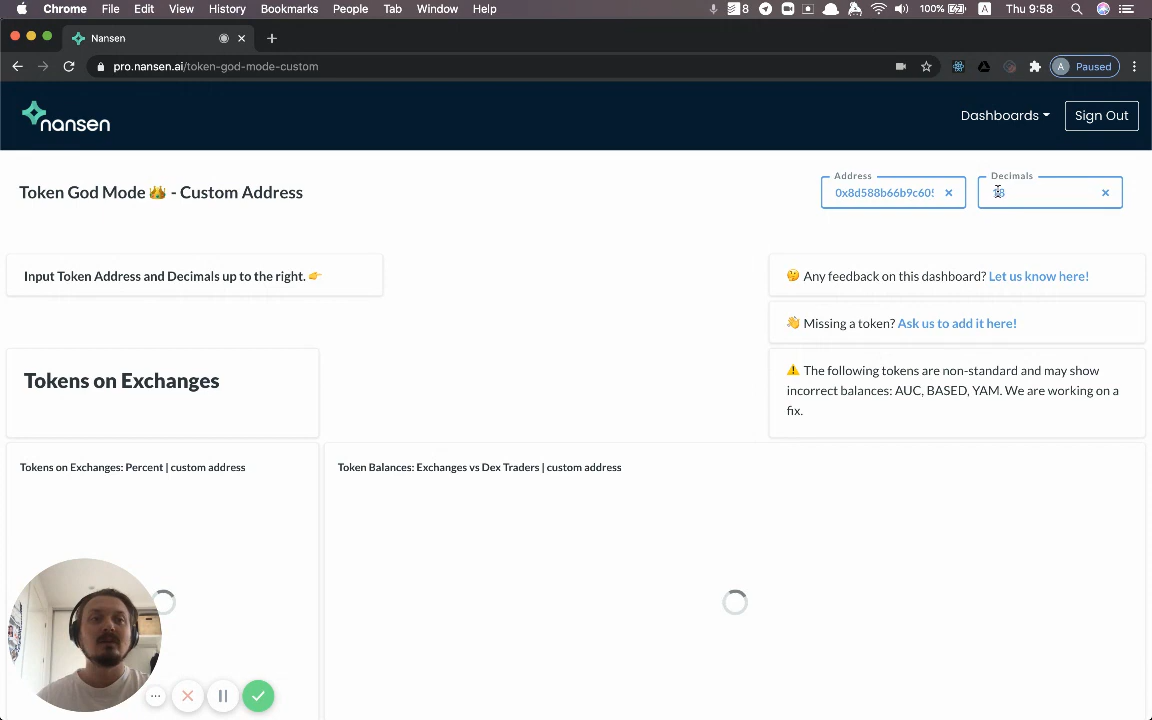 Chrome File Edit View History Bookmarks People Tab Window Help 8 100% A Thu 9:58
Nansen
pro.nansen.ai/token-god-mode-custom A Paused
nansen Dashboards Sign Out
Token God Mode 👑 - Custom Address
Address Decimals
0x8d588b66b9c605
Input Token Address and Decimals up to the right. 👉
🤔 Any feedback on this dashboard? Let us know here!
👋 Missing a token? Ask us to add it here!
Tokens on Exchanges
⚠️ The following tokens are non-standard and may show
incorrect balances: AUC, BASED, YAM. We are working on a
fix.
Tokens on Exchanges: Percent | custom address
Token Balances: Exchanges vs Dex Traders | custom address